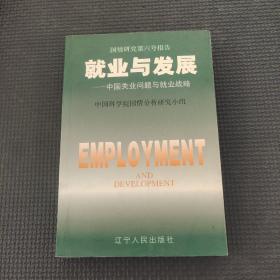 国情研究第六号报告
就业与发展
——中国失业问题与就业战略
中国科学院国情分析研究小组
EMPLOYMENT
AND
DEVELOPMENT
辽宁人民出版社